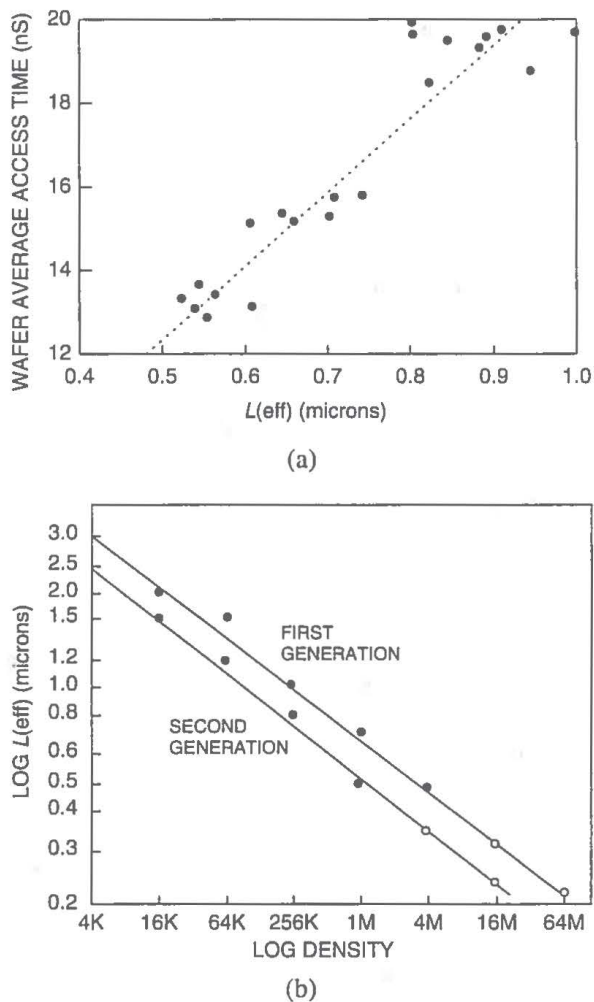 WAFER AVERAGE ACCESS TIME (nS)
20
18
16
14
12
0.4 0.5 0.6 0.7 0.8 0.9 1.0
L(eff) (microns)
(a)
LOG L(eff) (microns)
3.0
2.5
2.0
1.5
1.2
1.0
0.8
0.6
0.5
0.4
0.3
0.2
FIRST
GENERATION
SECOND
GENERATION
4K 16K 64K 256K 1M 4M 16M 64M
LOG DENSITY
(b)